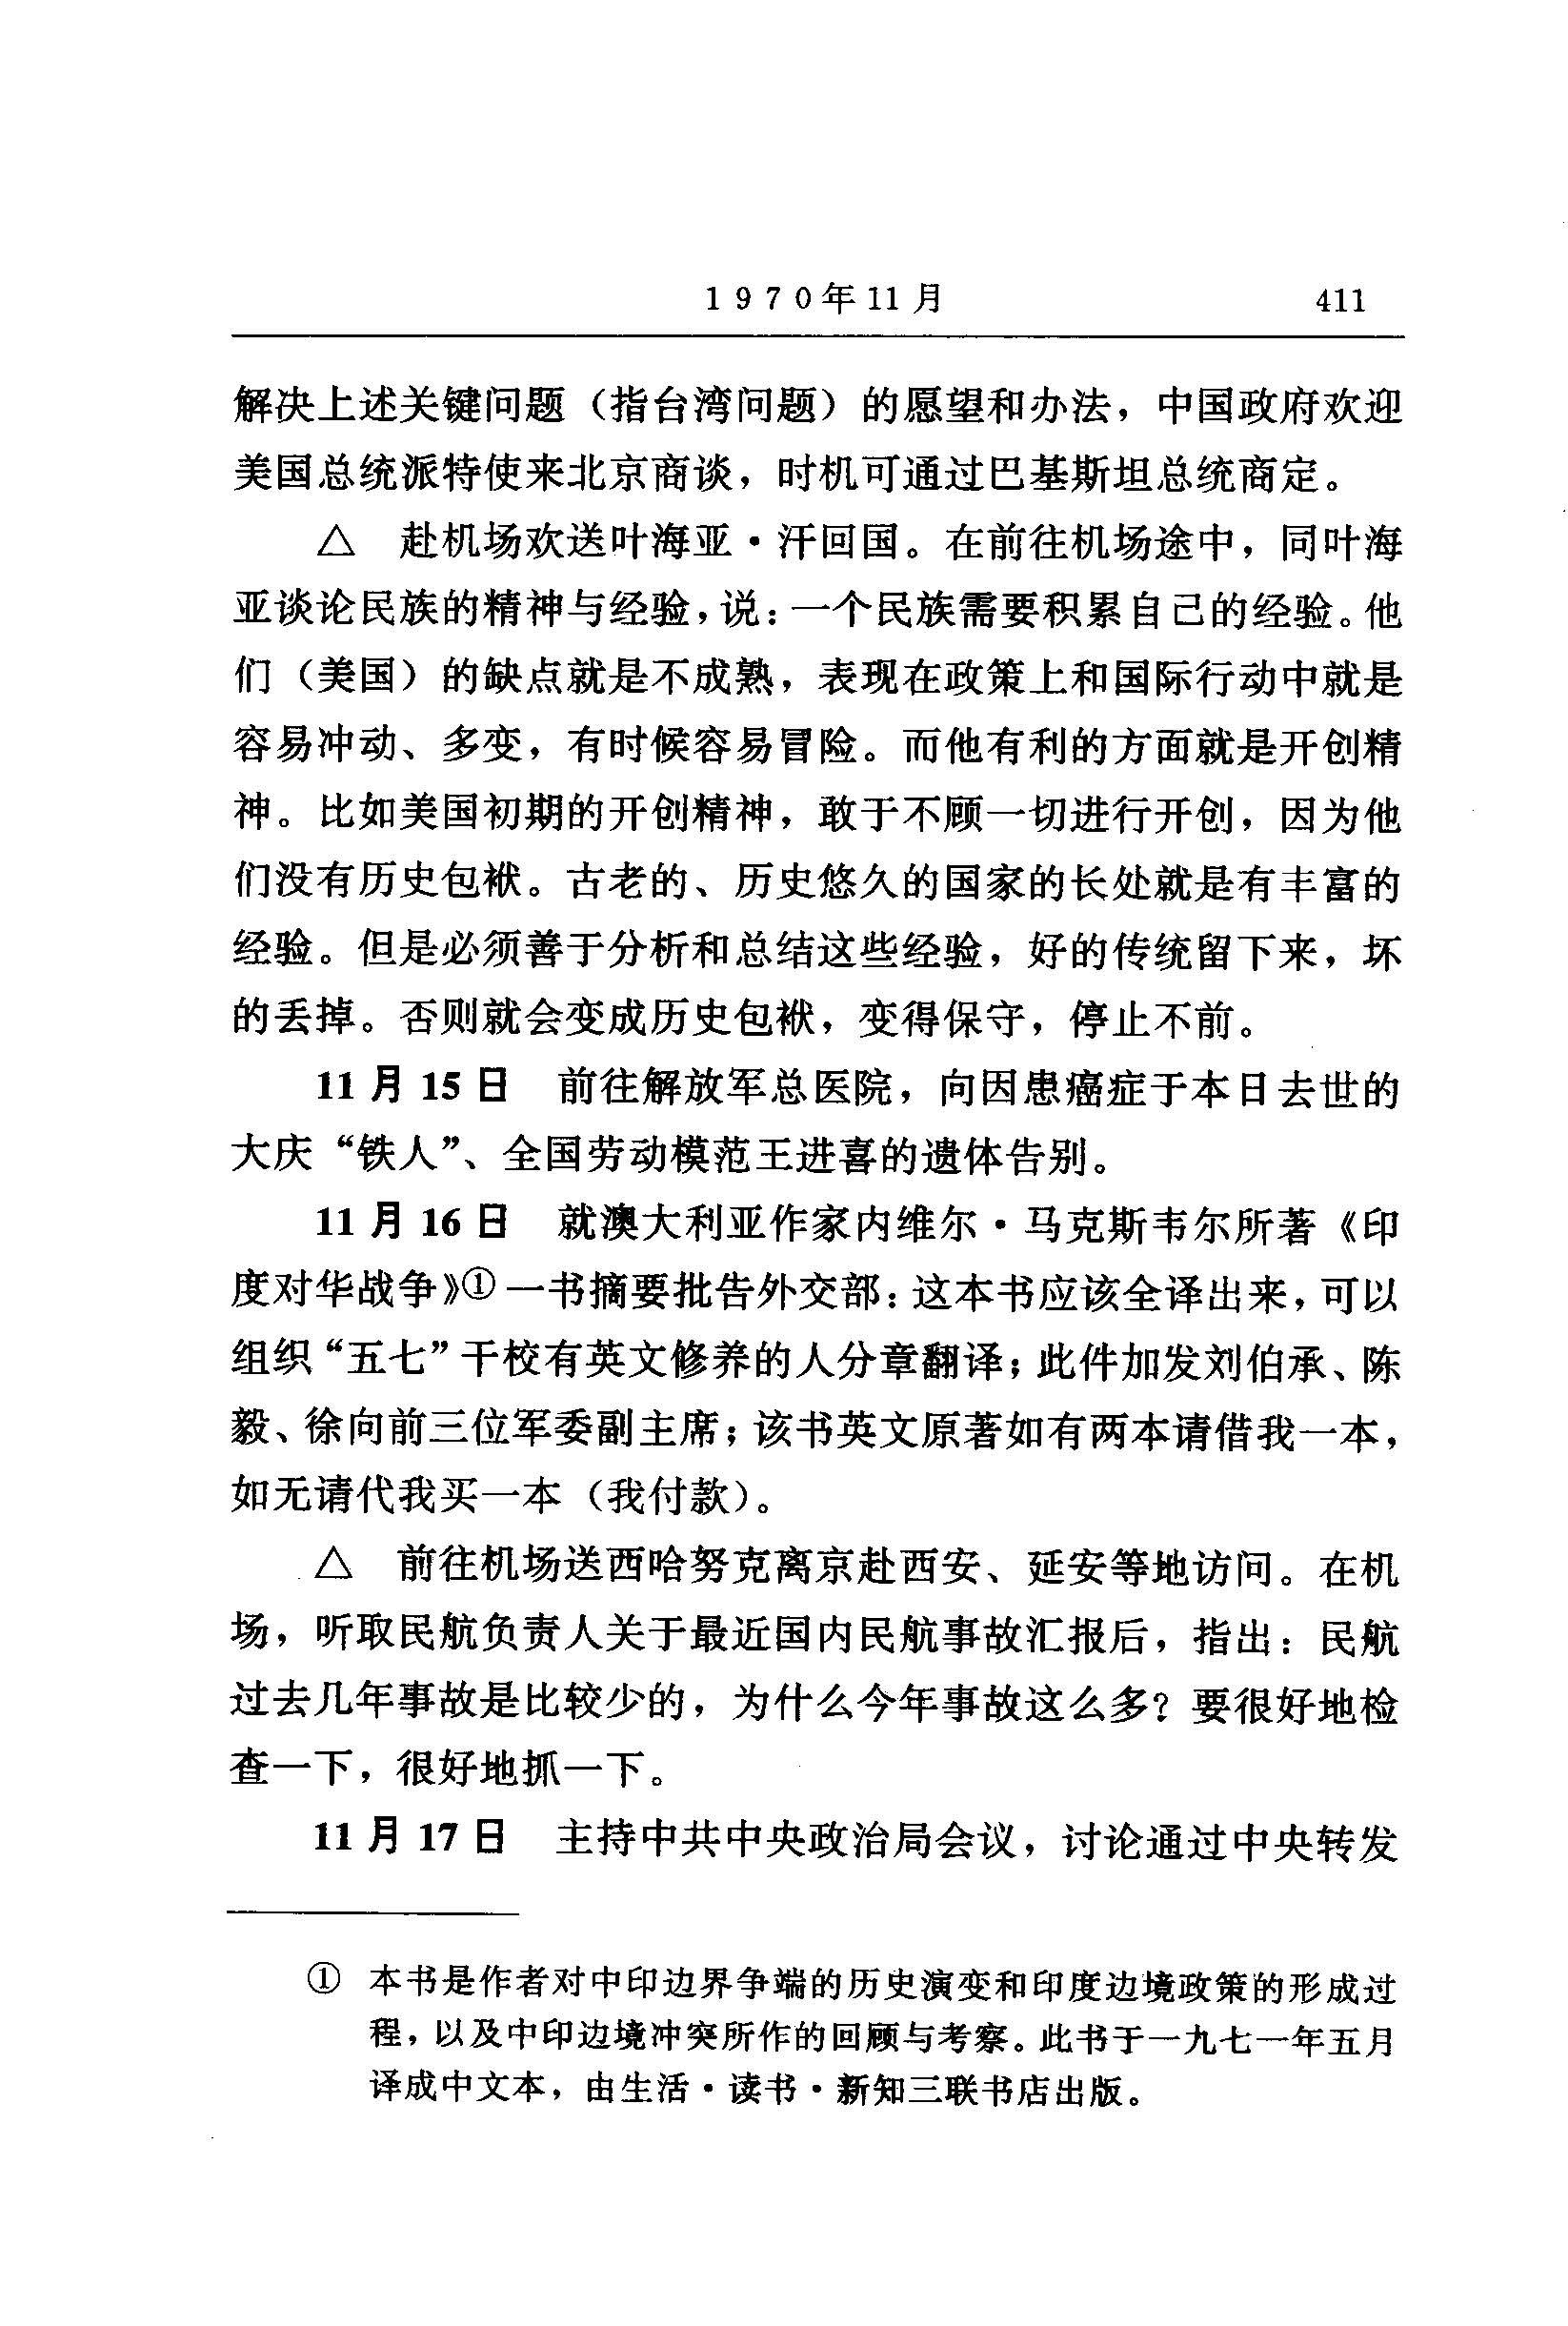 1970年11月 411
解决上述关键问题（指台湾问题）的愿望和办法，中国政府欢迎
美国总统派特使来北京商谈，时机可通过巴基斯坦总统商定。
△ 赴机场欢送叶海亚·汗回国。在前往机场途中，同叶海
亚谈论民族的精神与经验，说：一个民族需要积累自己的经验。他
们（美国）的缺点就是不成熟，表现在政策上和国际行动中就是
容易冲动、多变，有时候容易冒险。而他有利的方面就是开创精
神。比如美国初期的开创精神，敢于不顾一切进行开创，因为他
们没有历史包袱。古老的、历史悠久的国家的长处就是有丰富的
经验。但是必须善于分析和总结这些经验，好的传统留下来，坏
的丢掉。否则就会变成历史包袱，变得保守，停止不前。
11月15日 前往解放军总医院，向因患癌症于本日去世的
大庆“铁人”、全国劳动模范王进喜的遗体告别。
11月16日 就澳大利亚作家内维尔·马克斯韦尔所著《印
度对华战争》①一书摘要批告外交部：这本书应该全译出来，可以
组织“五七”干校有英文修养的人分章翻译；此件加发刘伯承、陈
毅、徐向前三位军委副主席；该书英文原著如有两本请借我一本，
如无请代我买一本（我付款）。
△ 前往机场送西哈努克离京赴西安、延安等地访问。在机
场，听取民航负责人关于最近国内民航事故汇报后，指出：民航
过去几年事故是比较少的，为什么今年事故这么多？要很好地检
查一下，很好地抓一下。
11月17日 主持中共中央政治局会议，讨论通过中央转发
① 本书是作者对中印边界争端的历史演变和印度边境政策的形成过
程，以及中印边境冲突所作的回顾与考察。此书于一九七一年五月
译成中文本，由生活·读书·新知三联书店出版。